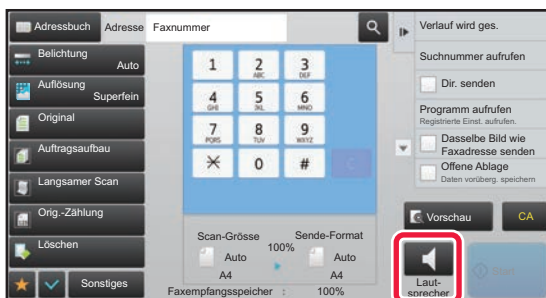 Adressbuch
Adresse
Faxnummer
Belichtung
Auto
Auflösung
Superfein
Original
Auftragsaufbau
Langsamer Scan
Orig.-Zählung
Löschen
Sonstiges
1
2
ABC
3
DEF
4
GHI
5
JKL
6
MNO
7
PQRS
8
TUV
9
WXYZ
0
#
C
Scan-Grösse
100%
Sende-Format
Auto
Auto
A4
A4
Faxempfangsspeicher : 100%
Verlauf wird ges.
Suchnummer aufrufen
Dir. senden
Programm aufrufen
Registrierte Einst. aufrufen.
Dasselbe Bild wie
Faxadresse senden
Offene Ablage
Daten vorüberg. speichern
Vorschau
CA
Laut-
sprecher
Start